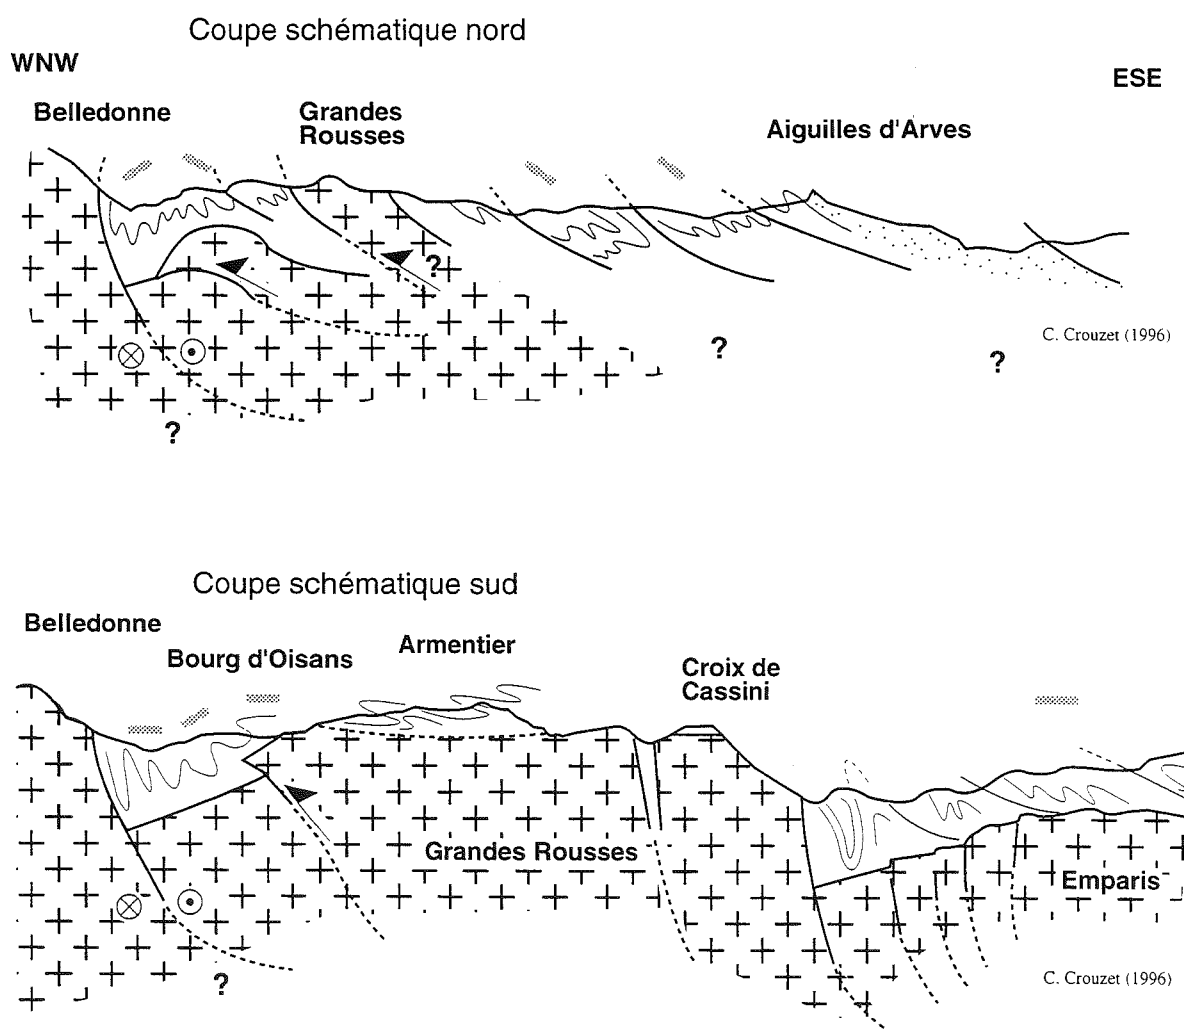 Coupe schématique nord
WNW
ESE
Belledonne
Grandes
Rousses
Aiguilles d'Arves
?
C. Crouzet (1996)
?
?
?
Coupe schématique sud
Belledonne
Bourg d'Oisans
Armentier
Croix de
Cassini
Grandes Rousses
Emparis
?
C. Crouzet (1996)